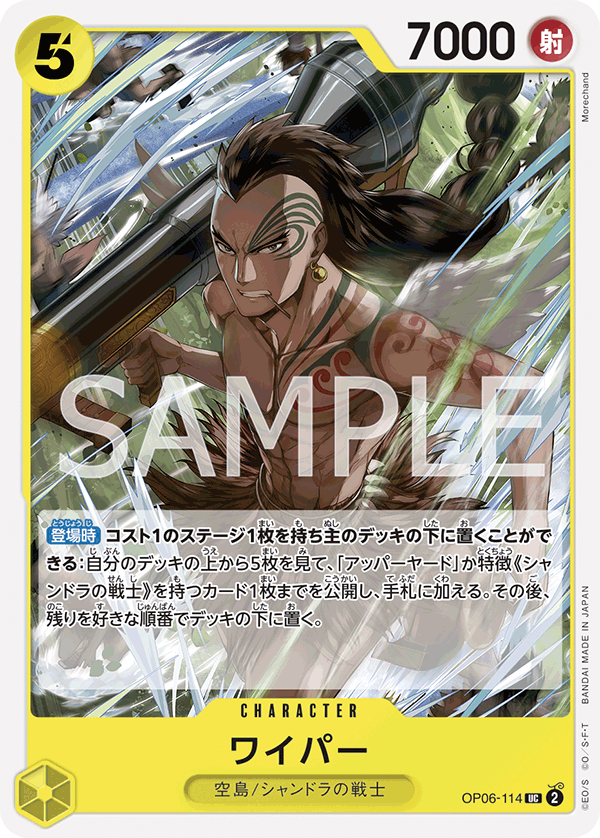 5
7000
射
Morechand
SAMPLE
登場時 コスト1のステージ1枚を持ち主のデッキの下に置くことがで
きる：自分のデッキの上から5枚を見て、「アッパーヤード」か特徴《シャ
ンドラの戦士》を持つカード1枚までを公開し、手札に加える。その後、
残りを好きな順番でデッキの下に置く。
CHARACTER
ワイパー
空島/シャンドラの戦士
OP06-114 UC 2
©E.O/S ©O／S・F・T BANDAI MADE IN JAPAN